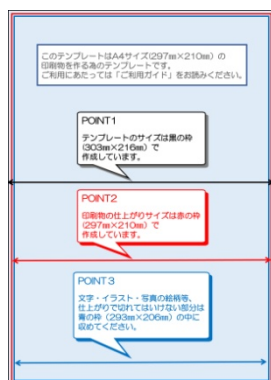 このテンプレートはA4サイズ(297㎜×210㎜)の
印刷物を作る為のテンプレートです。
ご利用にあたっては「ご利用ガイド」をお読みください。
POINT1
テンプレートのサイズは黒の枠
(303㎜×216㎜)で
作成しています。
POINT2
印刷物の仕上がりサイズは赤の枠
(297㎜×210㎜)で
作成しています。
POINT3
文字・イラスト・写真の絵柄等、
仕上がりで切れてはいけない部分は
青の枠(293㎜×206㎜)の中に
収めてください。